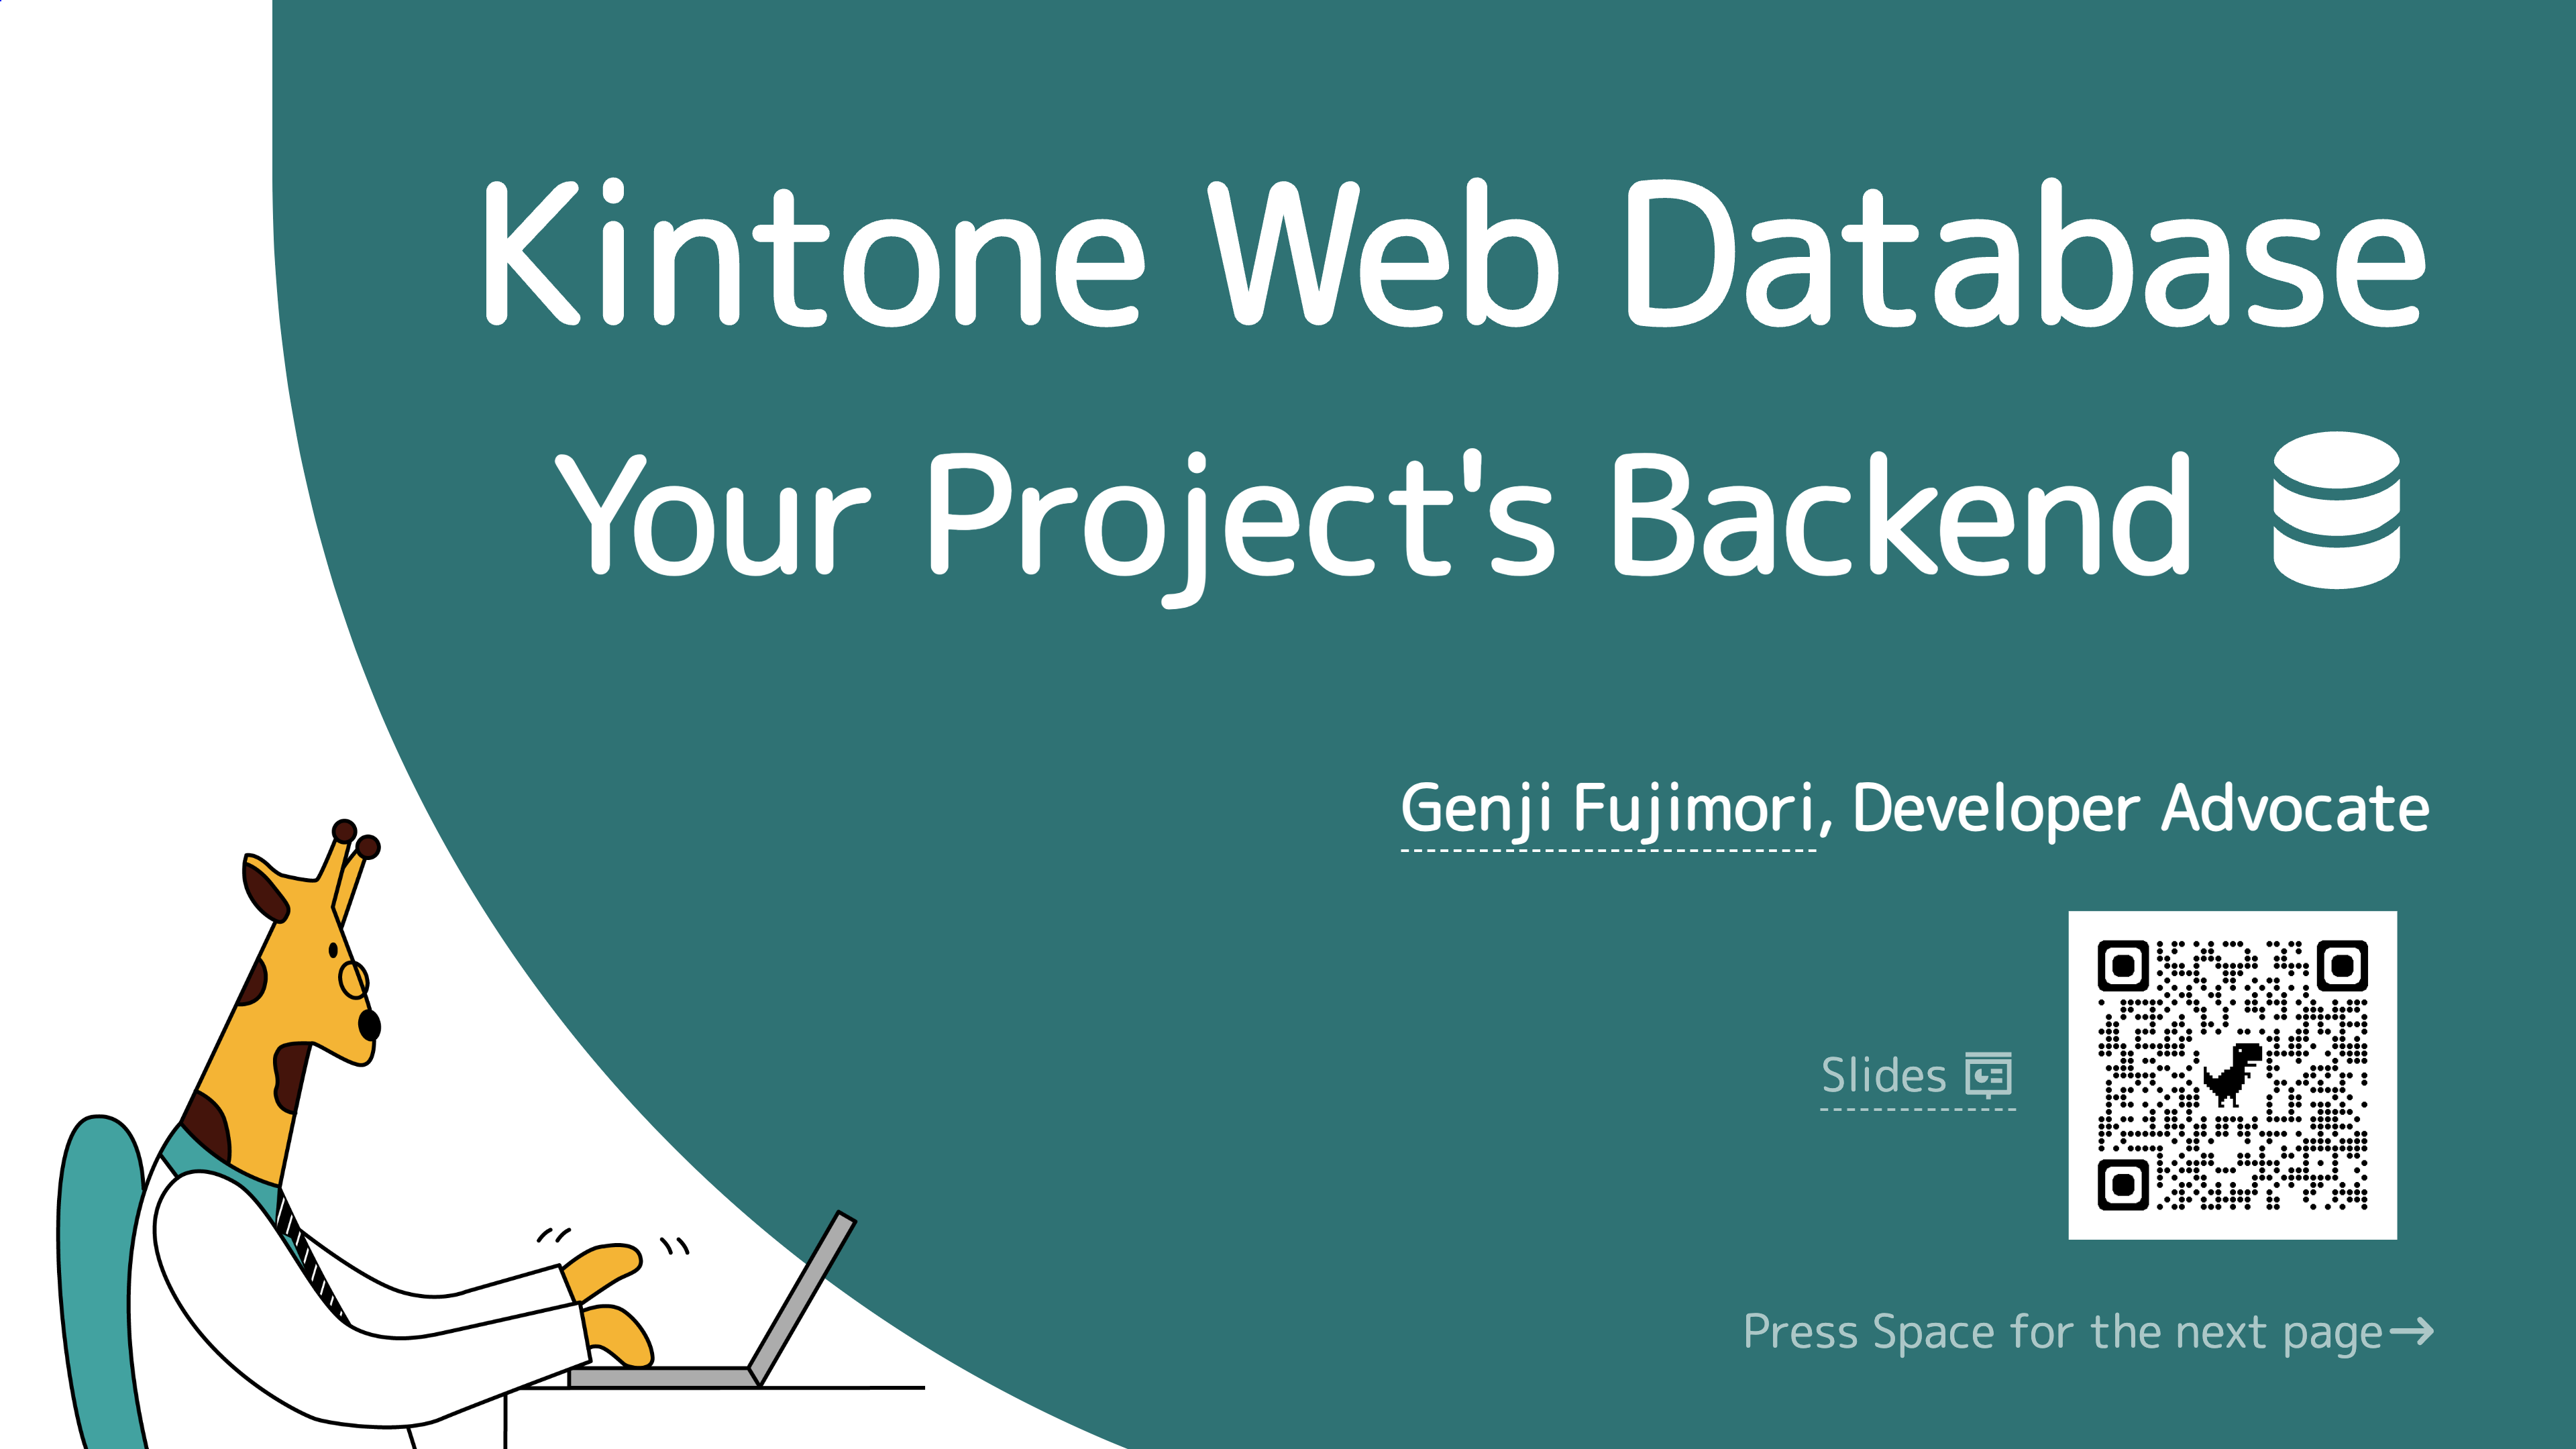 Kintone Web Database
Your Project's Backend
Genji Fujimori, Developer Advocate
Slides
Press Space for the next page→